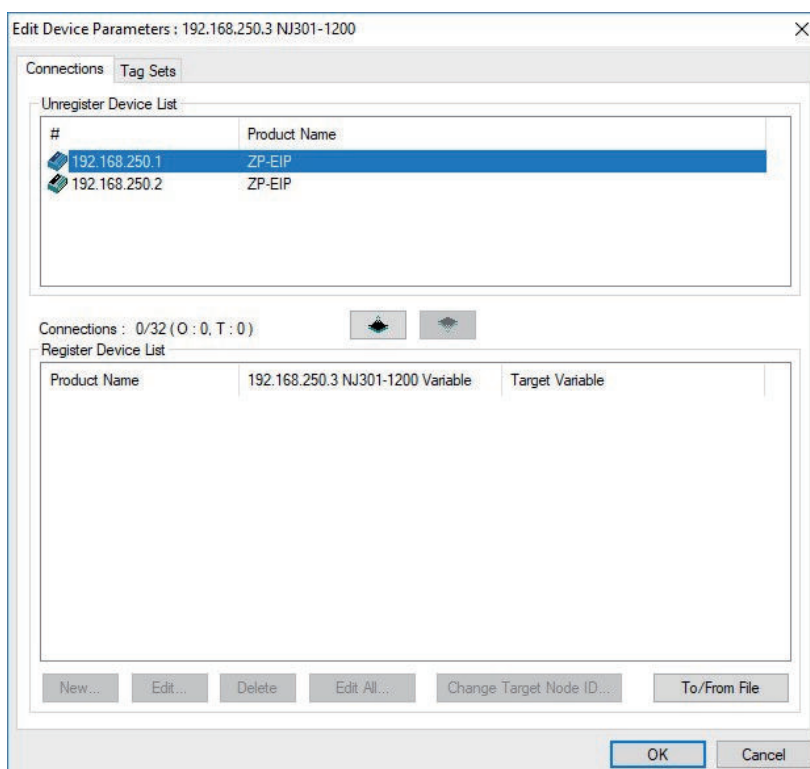 Edit Device Parameters : 192.168.250.3 NJ301-1200
Connections Tag Sets
Unregister Device List
# Product Name
192.168.250.1 ZP-EIP
192.168.250.2 ZP-EIP
Connections : 0/32 ( O : 0, T : 0 )
Register Device List
Product Name 192.168.250.3 NJ301-1200 Variable Target Variable
New... Edit... Delete Edit All... Change Target Node ID... To/From File
OK Cancel